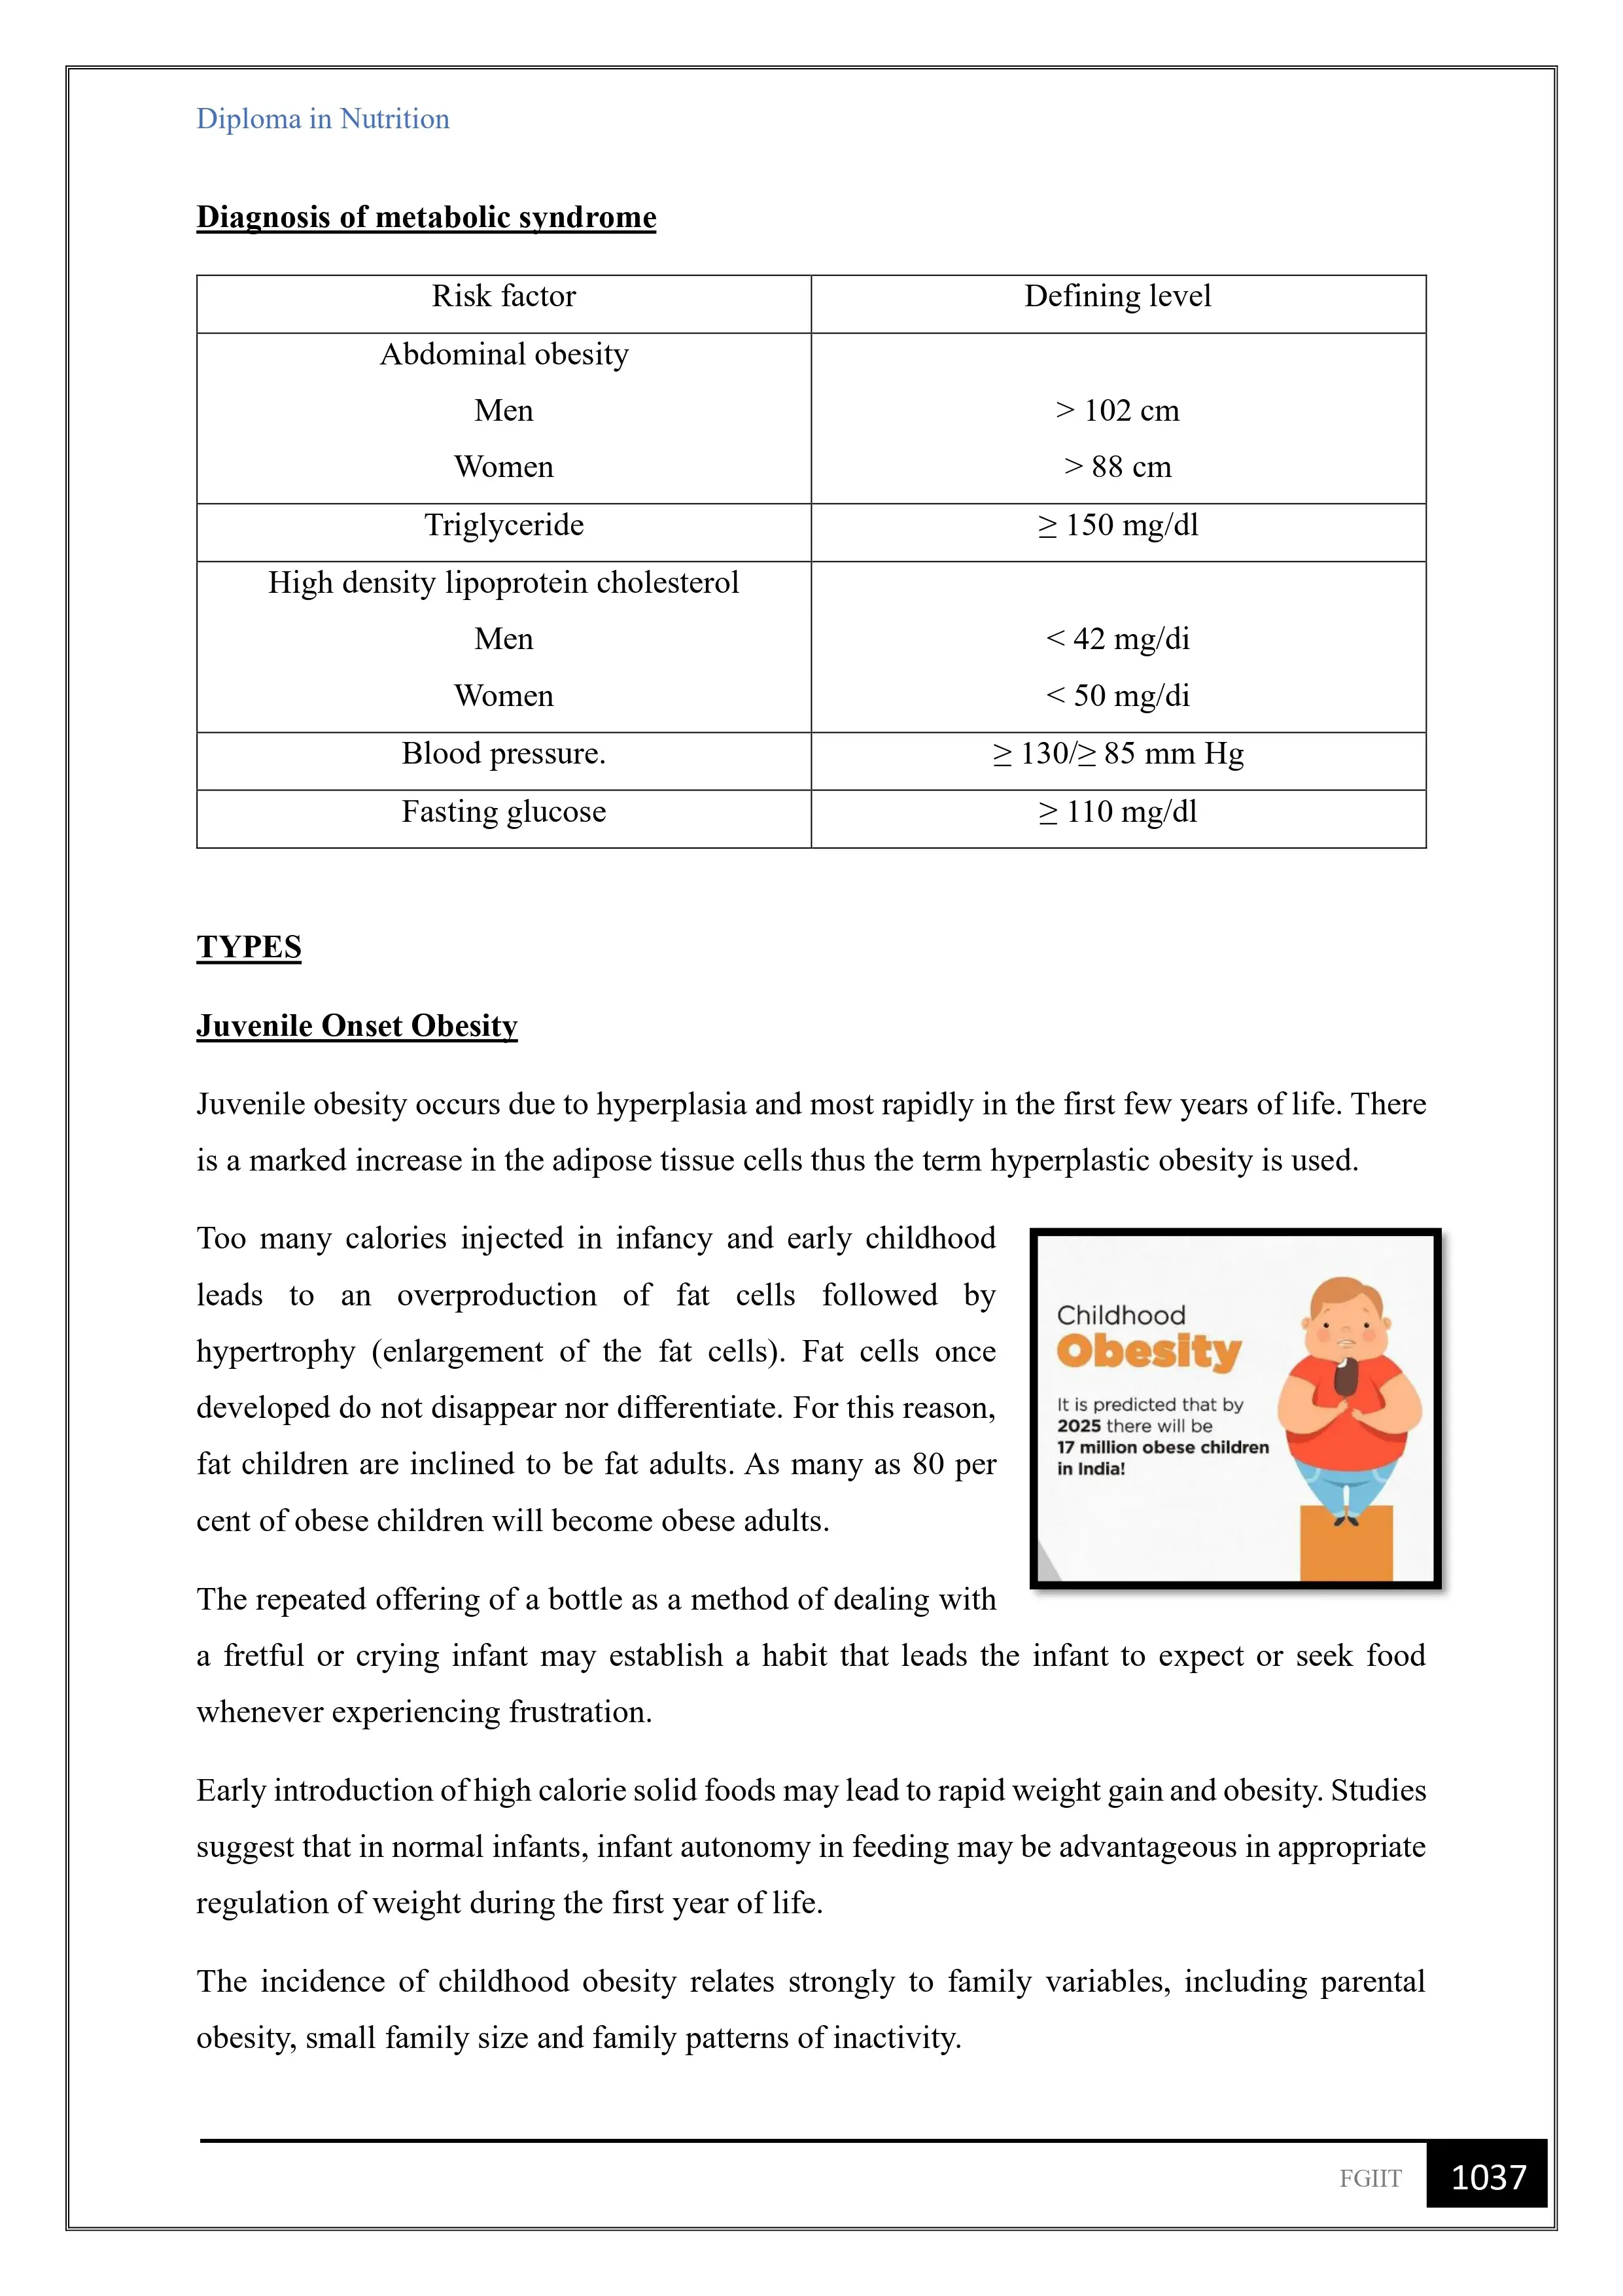 Diploma in Nutrition
Diagnosis of metabolic syndrome
Risk factor
Defining level
Abdominal obesity
Men
> 102 cm
Women
> 88 cm
Triglyceride
≥ 150 mg/dl
High density lipoprotein cholesterol
Men
< 42 mg/di
Women
< 50 mg/di
Blood pressure.
≥ 130/≥ 85 mm Hg
Fasting glucose
≥ 110 mg/dl
TYPES
Juvenile Onset Obesity
Juvenile obesity occurs due to hyperplasia and most rapidly in the first few years of life. There
is a marked increase in the adipose tissue cells thus the term hyperplastic obesity is used.
Too many calories injected in infancy and early childhood
leads to an overproduction of fat cells followed by
hypertrophy (enlargement of the fat cells). Fat cells once
developed do not disappear nor differentiate. For this reason,
fat children are inclined to be fat adults. As many as 80 per
cent of obese children will become obese adults.
Childhood
Obesity
It is predicted that by
2025 there will be
17 million obese children
in India!
The repeated offering of a bottle as a method of dealing with
a fretful or crying infant may establish a habit that leads the infant to expect or seek food
whenever experiencing frustration.
Early introduction of high calorie solid foods may lead to rapid weight gain and obesity. Studies
suggest that in normal infants, infant autonomy in feeding may be advantageous in appropriate
regulation of weight during the first year of life.
The incidence of childhood obesity relates strongly to family variables, including parental
obesity, small family size and family patterns of inactivity.
FGIIT
1037